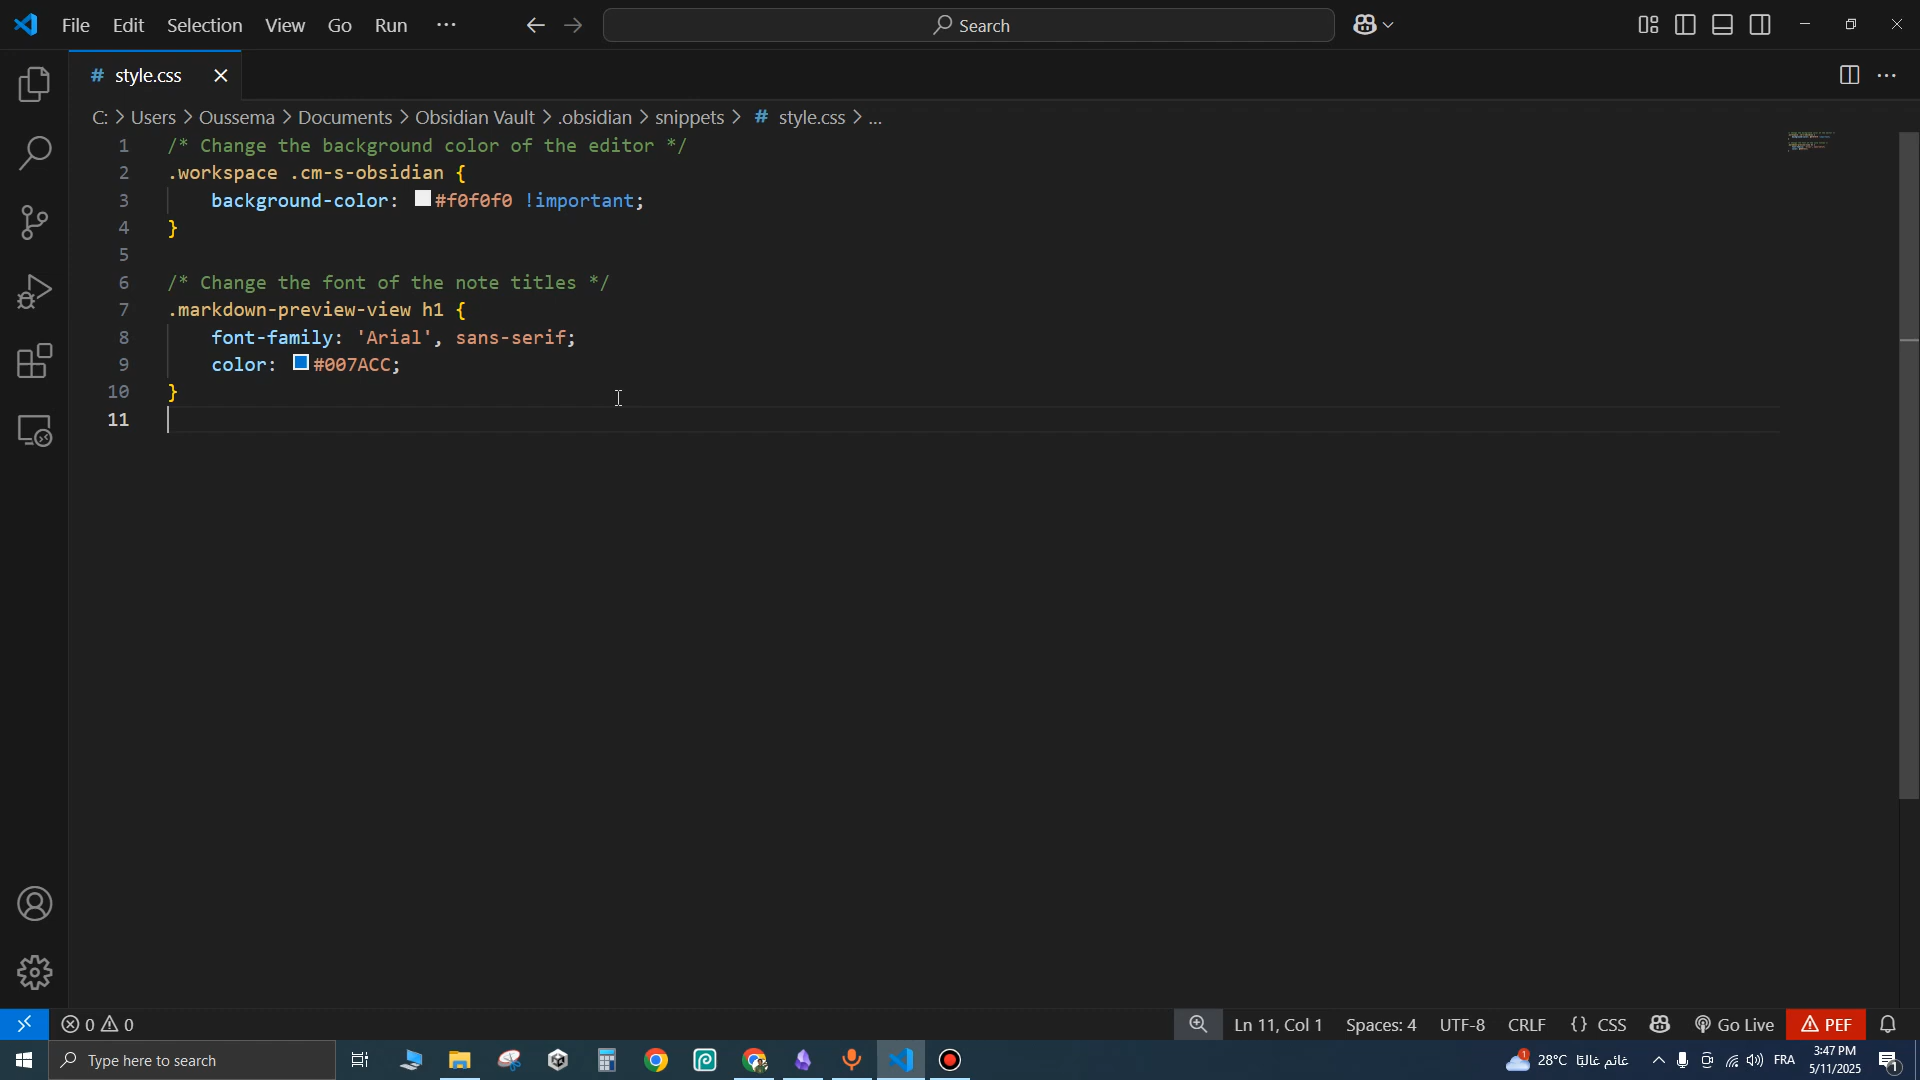 File Edit Selection View Go Run ··· Search
# style.css
C: > Users > Oussema > Documents > Obsidian Vault > .obsidian > snippets > # style.css > ...
1 /* Change the background color of the editor */
2 .workspace .cm-s-obsidian {
3 background-color: #f0f0f0 !important;
4 }
5
6 /* Change the font of the note titles */
7 .markdown-preview-view h1 {
8 font-family: 'Arial', sans-serif;
9 color: #007ACC;
10 }
11
0 0 Ln 11, Col 1 Spaces: 4 UTF-8 CRLF {} CSS Go Live PEF
Type here to search 1 28°C غائم غالبًا FRA 3:47 PM 1
5/11/2025